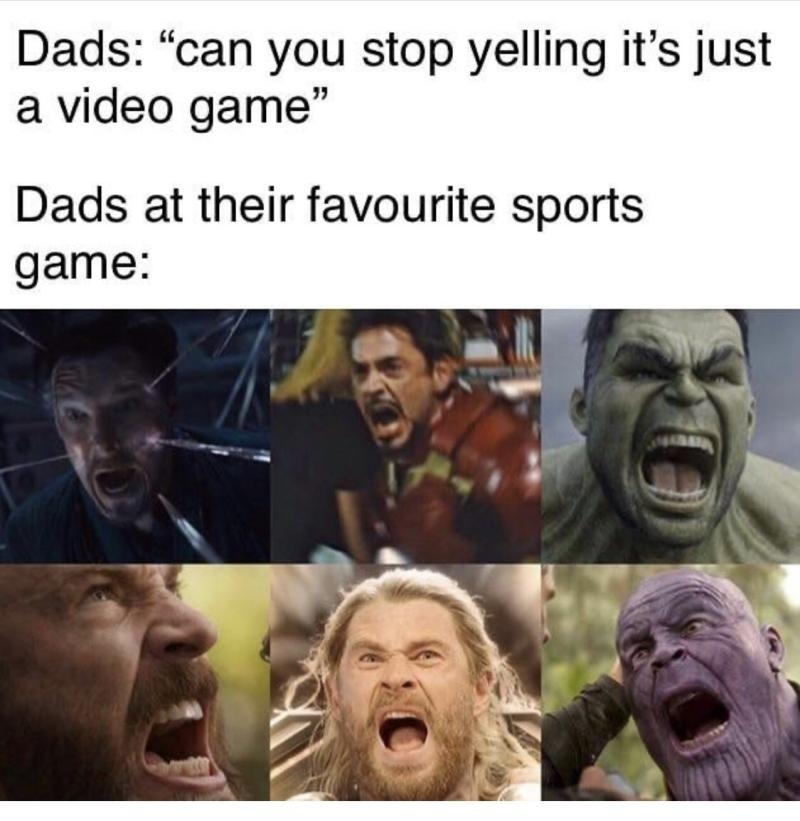 Dads: “can you stop yelling it’s just
a video game”
Dads at their favourite sports
game: